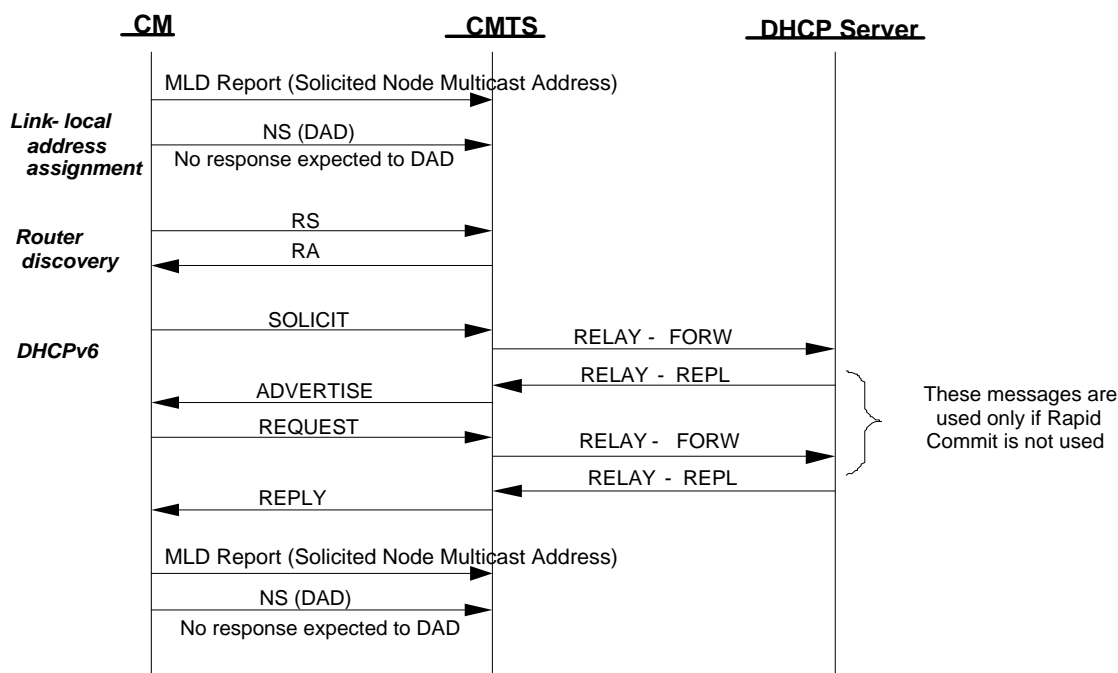 CM
CMTS
DHCP Server
MLD Report (Solicited Node Multicast Address)
Link- local
address
assignment
NS (DAD)
No response expected to DAD
Router
discovery
RS
RA
DHCPv6
SOLICIT
RELAY - FORW
RELAY - REPL
ADVERTISE
REQUEST
RELAY - FORW
RELAY - REPL
REPLY
These messages are
used only if Rapid
Commit is not used
MLD Report (Solicited Node Multicast Address)
NS (DAD)
No response expected to DAD